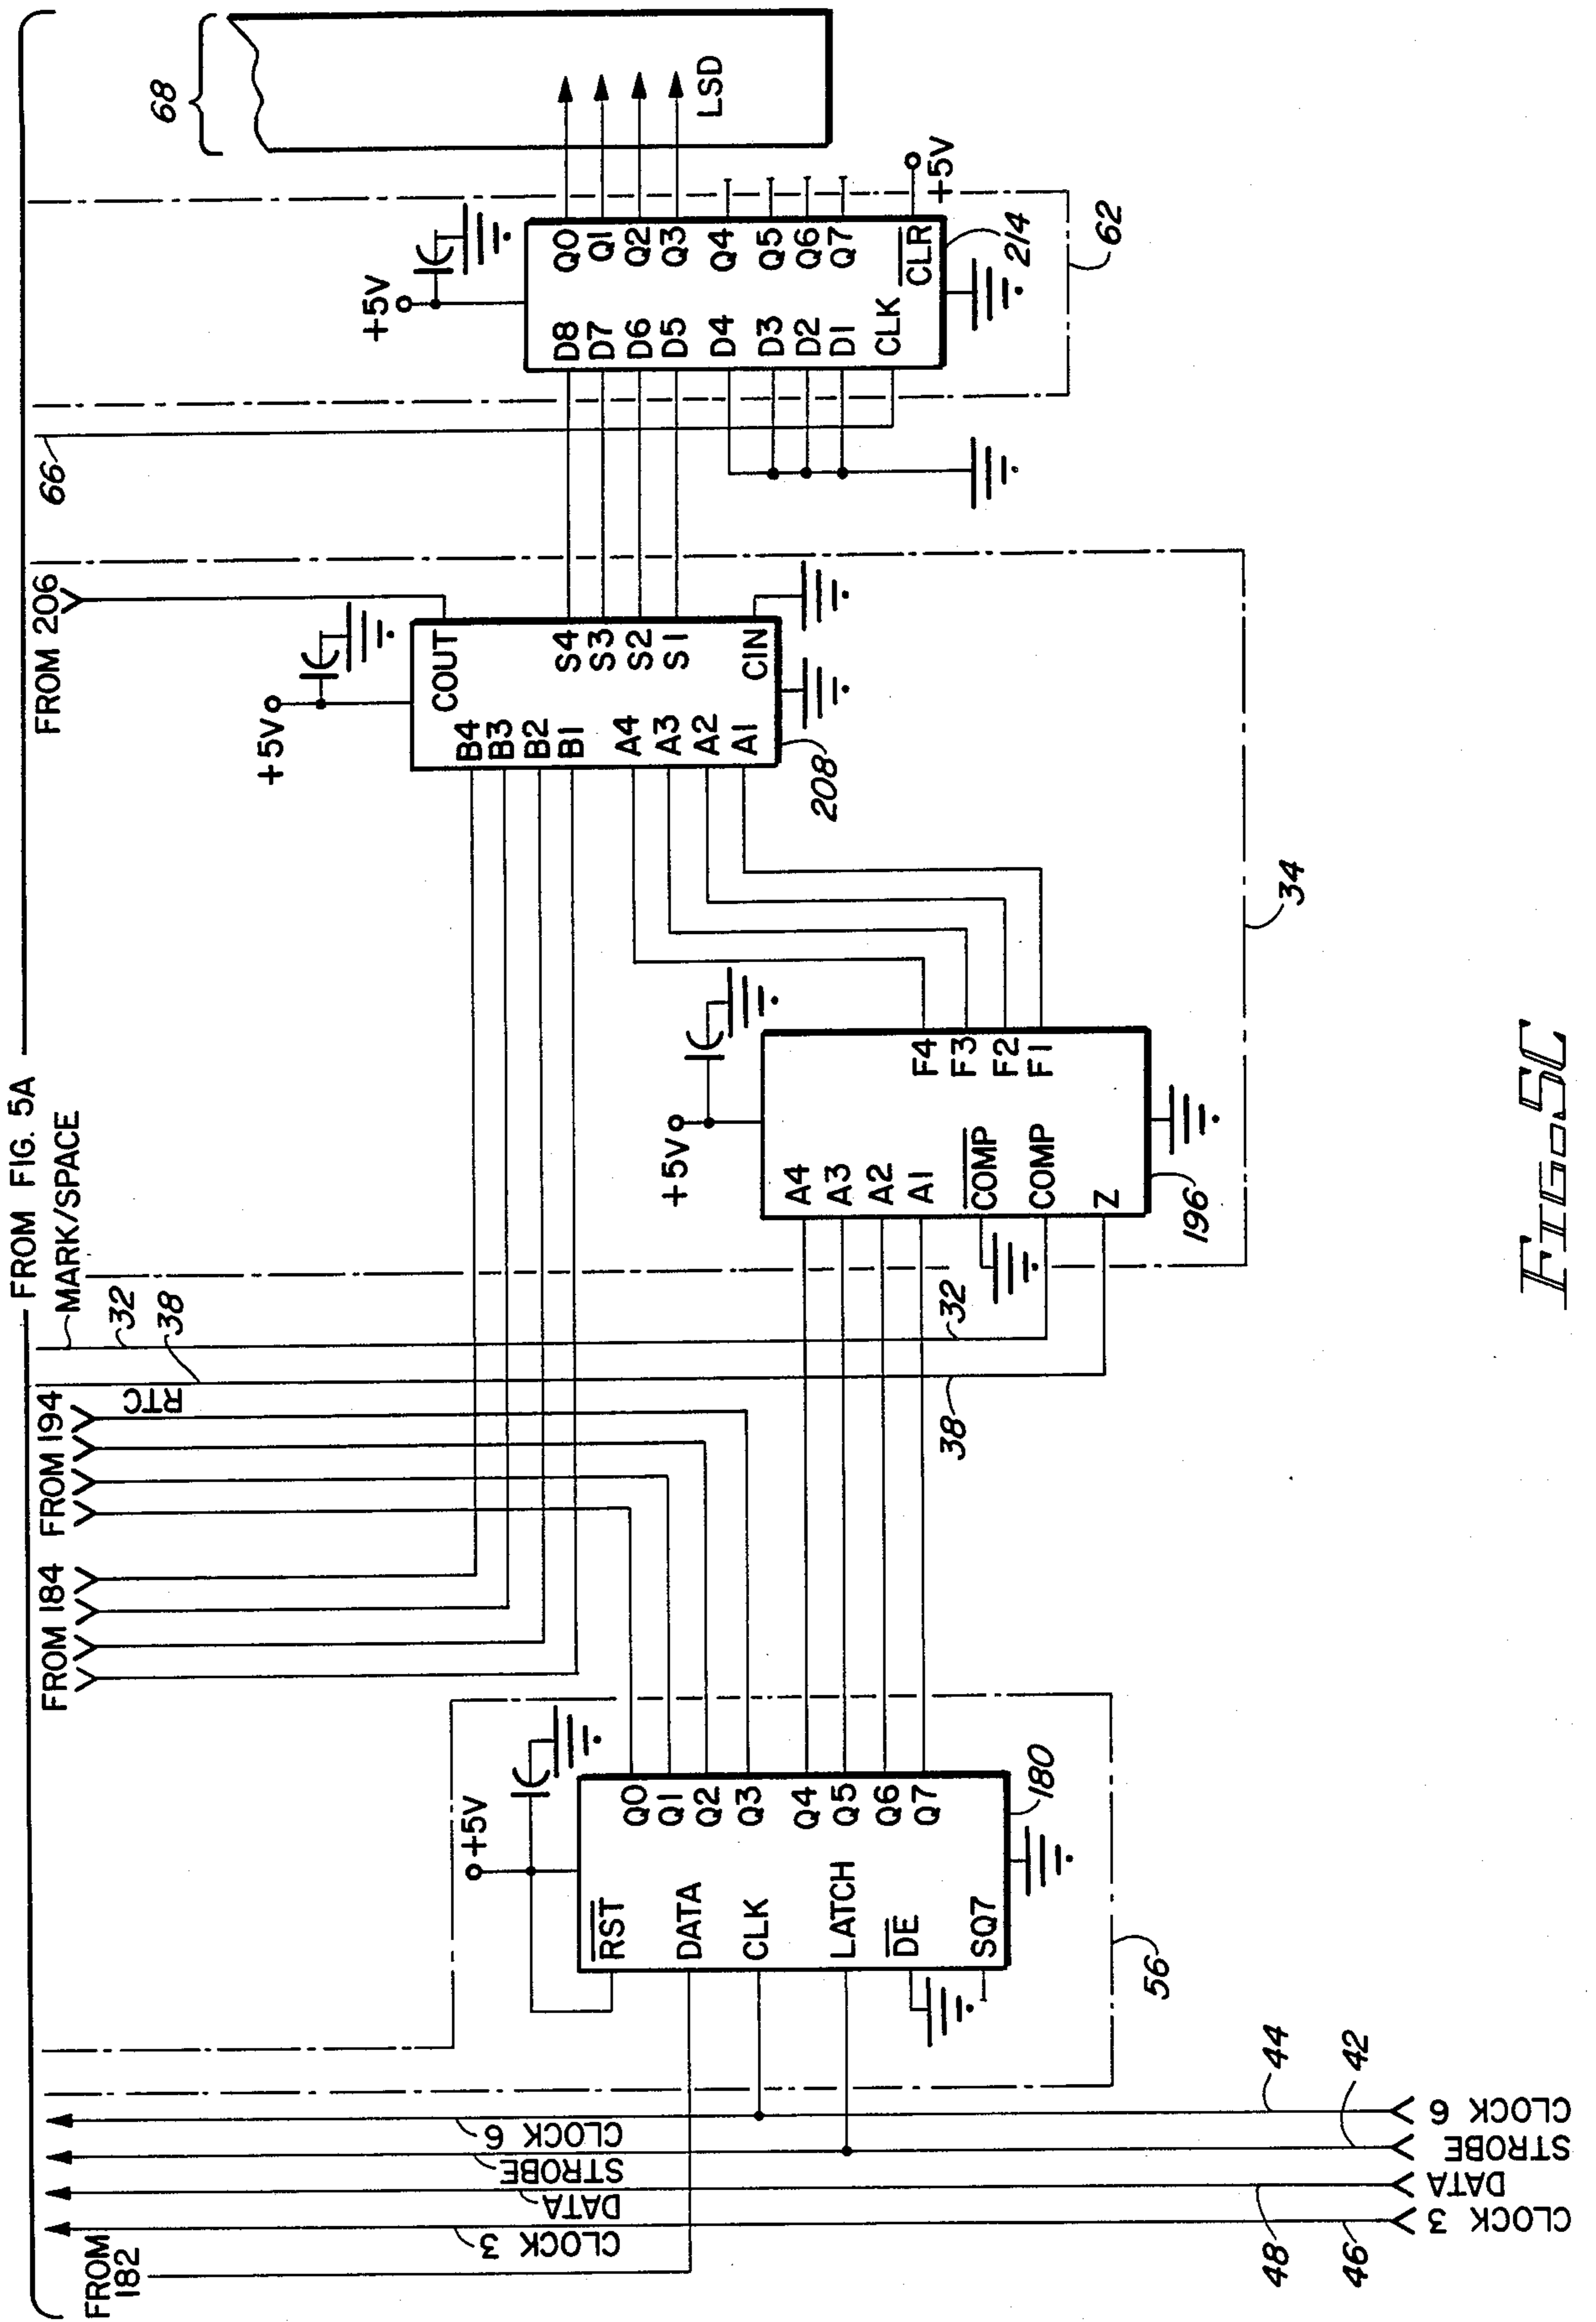 FROM FIG. 5A
68
LSD
+5V
Q0
Q1
Q2
Q3
Q4
Q5
Q6
Q7
CLR
+5V
D8
D7
D6
D5
D4
D3
D2
D1
CLK
214
62
66
FROM 206
+5V
COUT
S4
S3
S2
S1
CIN
B4
B3
B2
B1
A4
A3
A2
A1
208
34
MARK/SPACE
32
38
RTC
+5V
F4
F3
F2
F1
A4
A3
A2
A1
COMP
COMP
Z
196
32
38
FROM 194
FROM 184
+5V
Q0
Q1
Q2
Q3
Q4
Q5
Q6
Q7
RST
DATA
CLK
LATCH
DE
SQ7
180
56
CLOCK 6
STROBE
DATA
CLOCK 3
FROM
182
44
42
48
46
CLOCK 6
STROBE
DATA
CLOCK 3
FIG. 5C